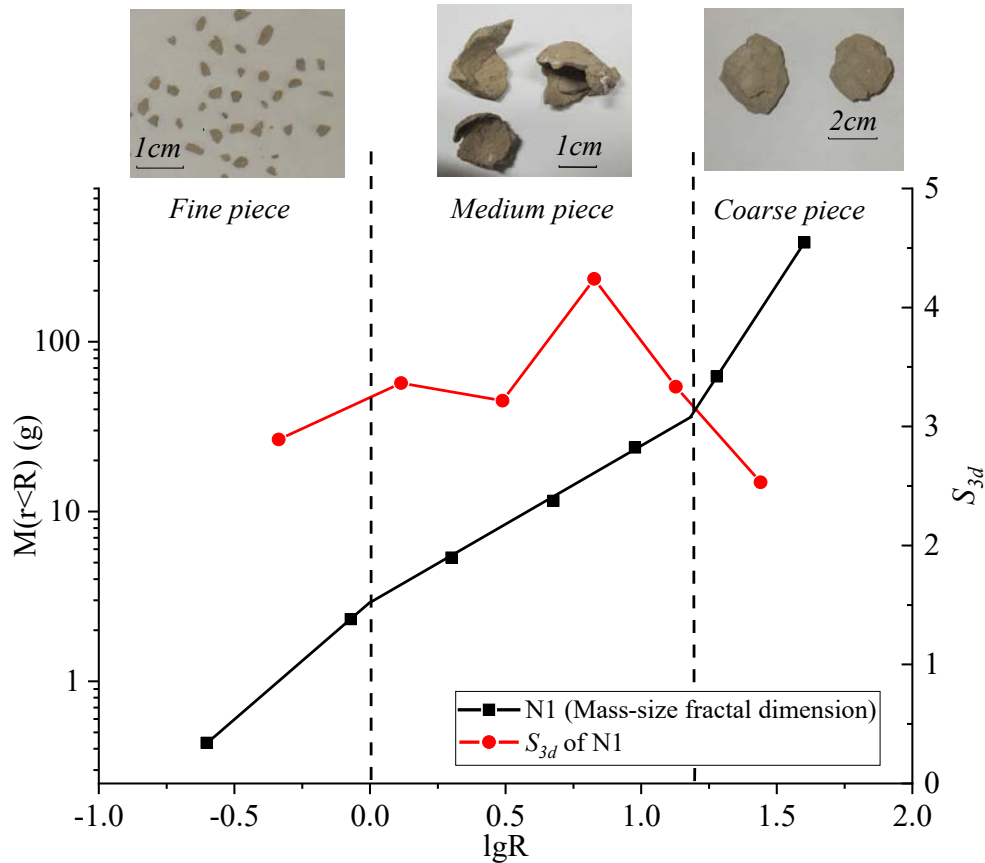 1cm
1cm
2cm
Fine piece
Medium piece
Coarse piece
M(r<R) (g)
100
10
1
5
4
3
2
1
0
S3d
N1 (Mass-size fractal dimension)
S3d of N1
-1.0
-0.5
0.0
0.5
1.0
1.5
2.0
lgR